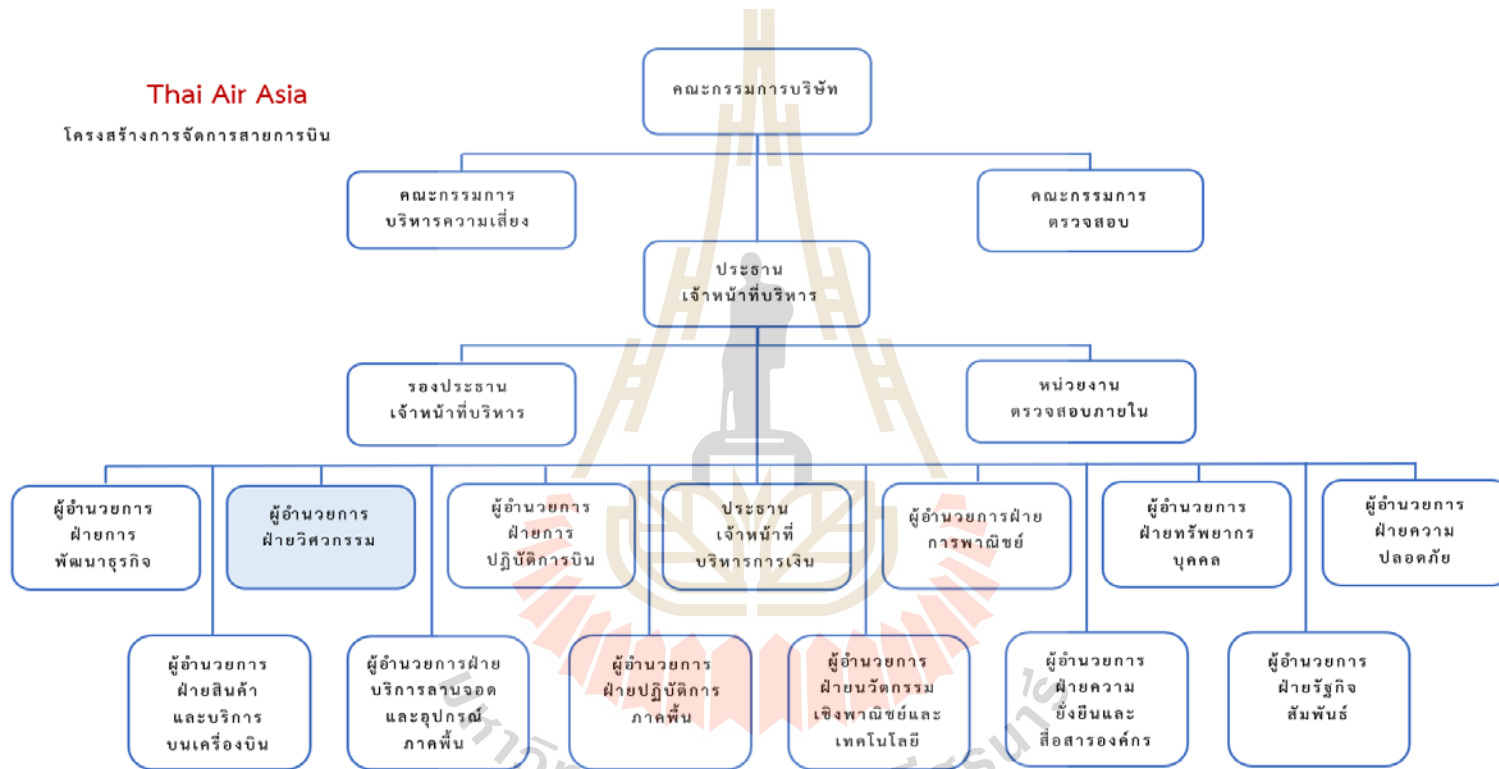 Thai Air Asia
โครงสร้างการจัดการสายการบิน
คณะกรรมการบริษัท
คณะกรรมการ
บริหารความเสี่ยง
คณะกรรมการ
ตรวจสอบ
ประธาน
เจ้าหน้าที่บริหาร
รองประธาน
เจ้าหน้าที่บริหาร
หน่วยงาน
ตรวจสอบภายใน
ผู้อำนวยการ
ฝ่ายการ
พัฒนาธุรกิจ
ผู้อำนวยการ
ฝ่ายวิศวกรรม
ผู้อำนวยการ
ฝ่ายการ
ปฏิบัติการบิน
ประธาน
เจ้าหน้าที่
บริหารการเงิน
ผู้อำนวยการฝ่าย
การพาณิชย์
ผู้อำนวยการ
ฝ่ายทรัพยากร
บุคคล
ผู้อำนวยการ
ฝ่ายความ
ปลอดภัย
ผู้อำนวยการ
ฝ่ายสินค้า
และบริการ
บนเครื่องบิน
ผู้อำนวยการฝ่าย
บริการลานจอด
และอุปกรณ์
ภาคพื้น
ผู้อำนวยการ
ฝ่ายปฏิบัติการ
ภาคพื้น
ผู้อำนวยการ
ฝ่ายนวัตกรรม
เชิงพาณิชย์และ
เทคโนโลยี
ผู้อำนวยการ
ฝ่ายความ
ยั่งยืนและ
สื่อสารองค์กร
ผู้อำนวยการ
ฝ่ายรัฐกิจ
สัมพันธ์